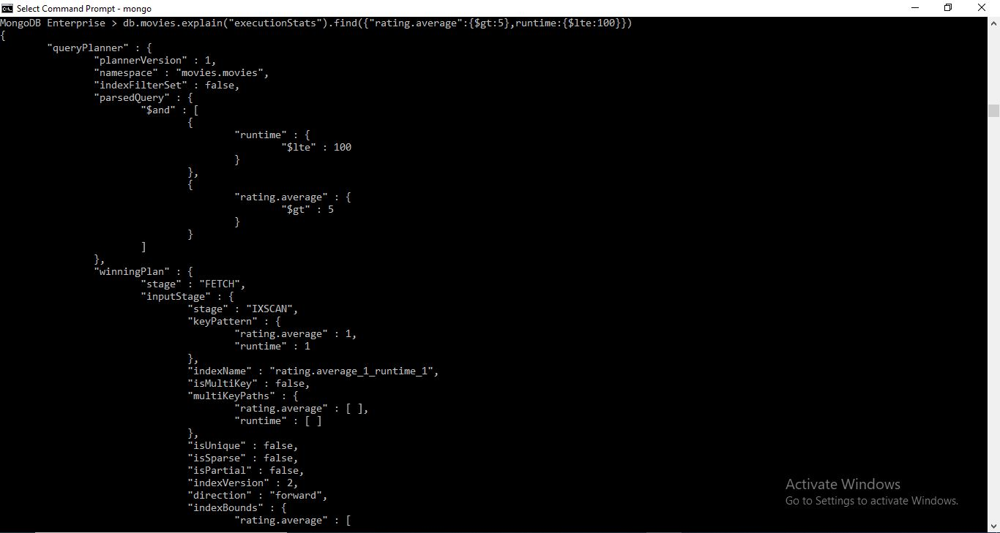 Select Command Prompt - mongo
MongoDB Enterprise > db.movies.explain("executionStats").find({"rating.average":{$gt:5},runtime:{$lte:100}})
{
"queryPlanner" : {
"plannerVersion" : 1,
"namespace" : "movies.movies",
"indexFilterSet" : false,
"parsedQuery" : {
"$and" : [
{
"runtime" : {
"$lte" : 100
}
},
{
"rating.average" : {
"$gt" : 5
}
}
]
},
"winningPlan" : {
"stage" : "FETCH",
"inputStage" : {
"stage" : "IXSCAN",
"keyPattern" : {
"rating.average" : 1,
"runtime" : 1
},
"indexName" : "rating.average_1_runtime_1",
"isMultiKey" : false,
"multiKeyPaths" : {
"rating.average" : [ ],
"runtime" : [ ]
},
"isUnique" : false,
"isSparse" : false,
"isPartial" : false,
"indexVersion" : 2,
"direction" : "forward",
"indexBounds" : {
"rating.average" : [
Activate Windows
Go to Settings to activate Windows.